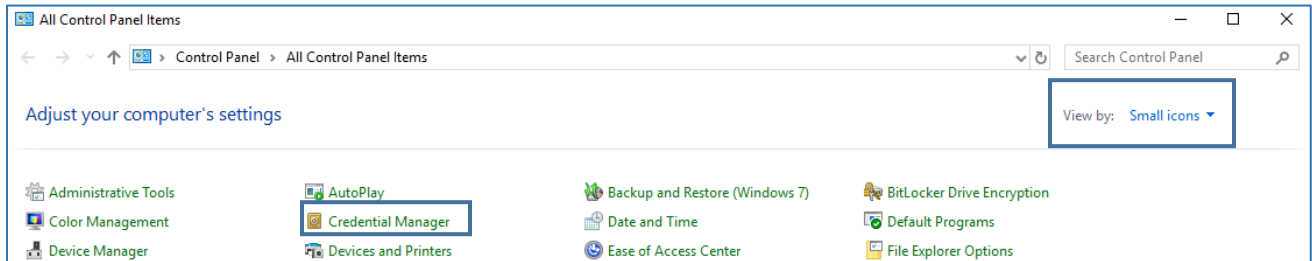 All Control Panel Items
Control Panel > All Control Panel Items
Search Control Panel
Adjust your computer's settings
View by: Small icons
Administrative Tools
AutoPlay
Backup and Restore (Windows 7)
BitLocker Drive Encryption
Color Management
Credential Manager
Date and Time
Default Programs
Device Manager
Devices and Printers
Ease of Access Center
File Explorer Options